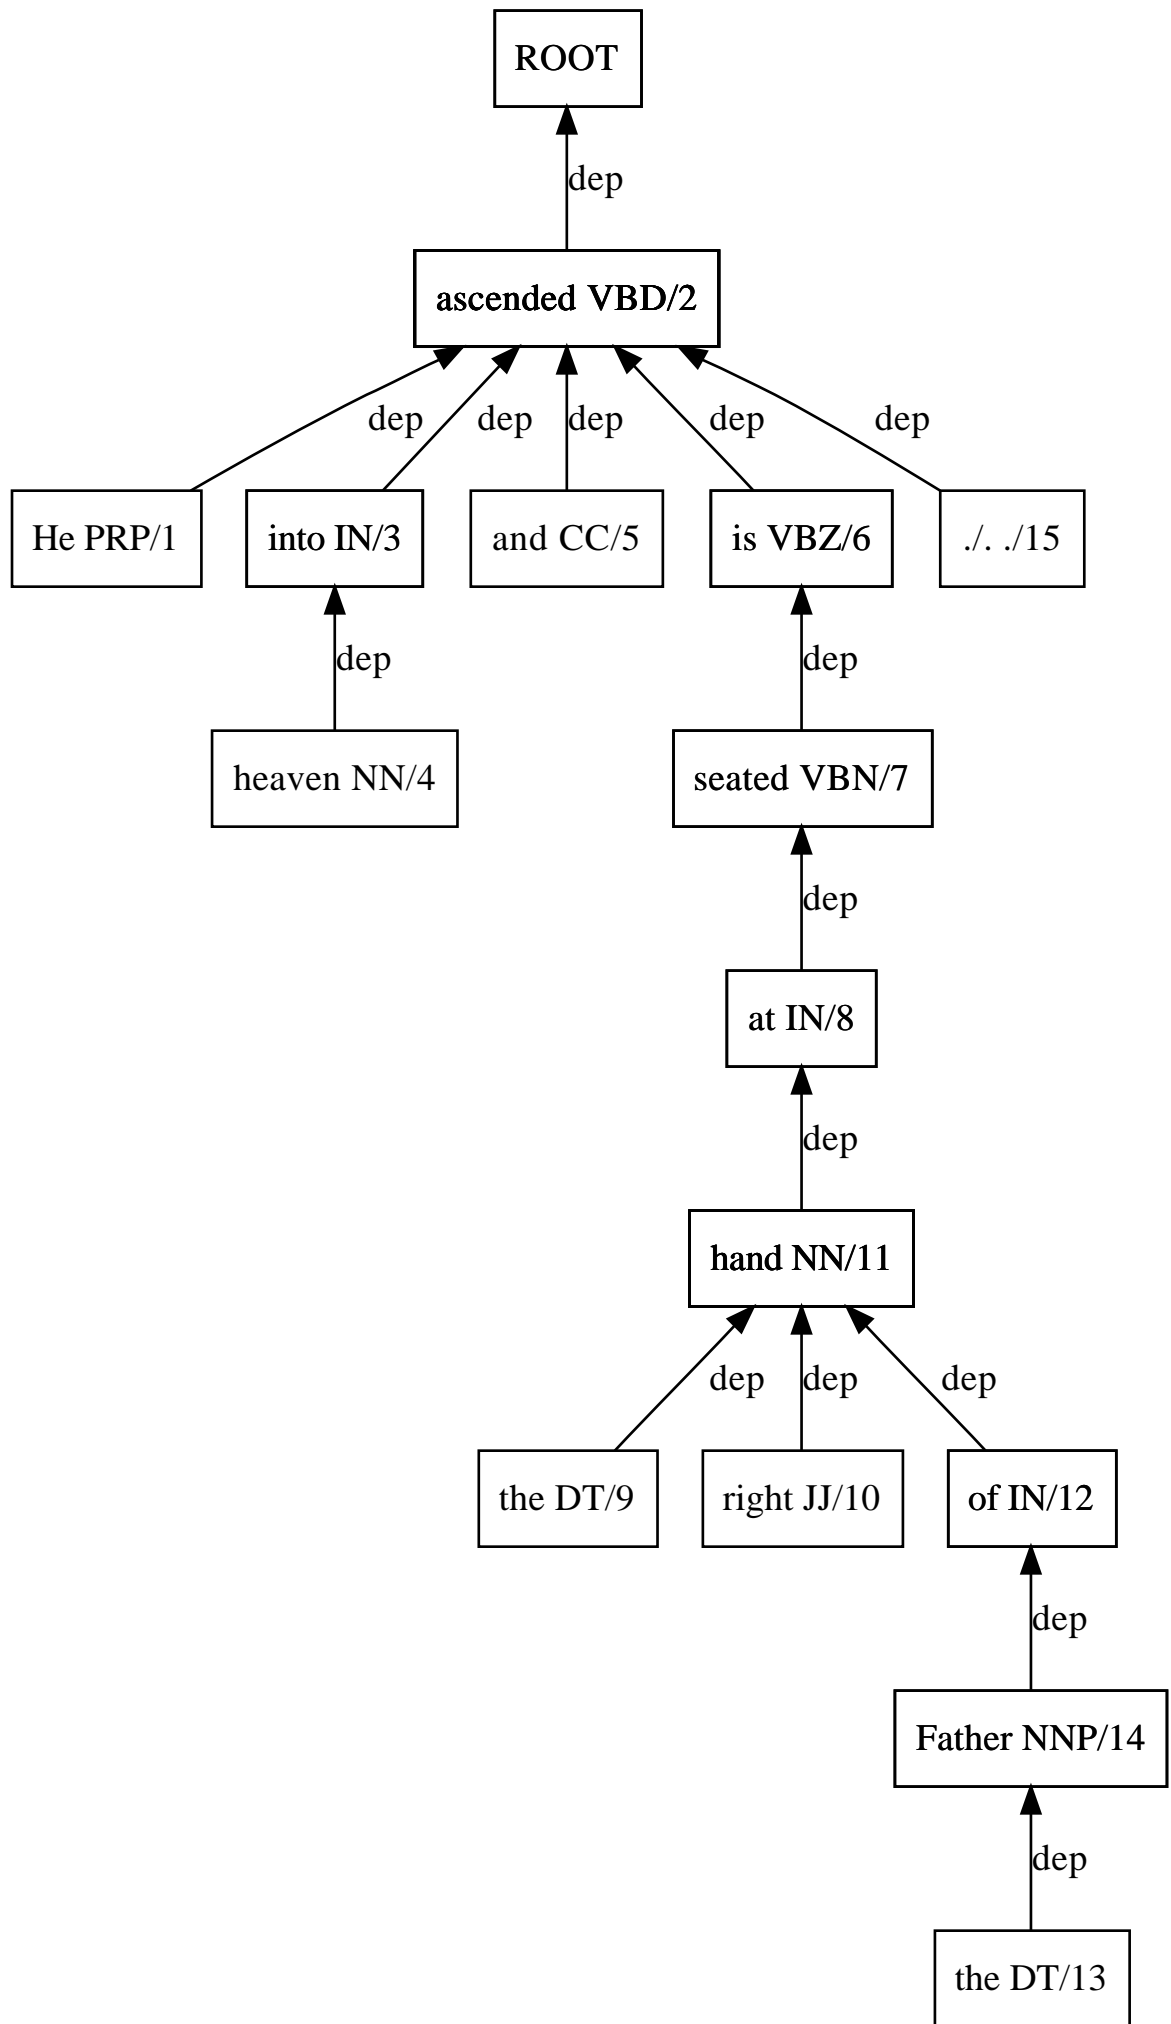 ROOT
dep
ascended VBD/2
dep dep dep dep dep
He PRP/1 into IN/3 and CC/5 is VBZ/6 ./. ./15
dep dep
heaven NN/4 seated VBN/7
dep
at IN/8
dep
hand NN/11
dep dep dep
the DT/9 right JJ/10 of IN/12
dep
Father NNP/14
dep
the DT/13